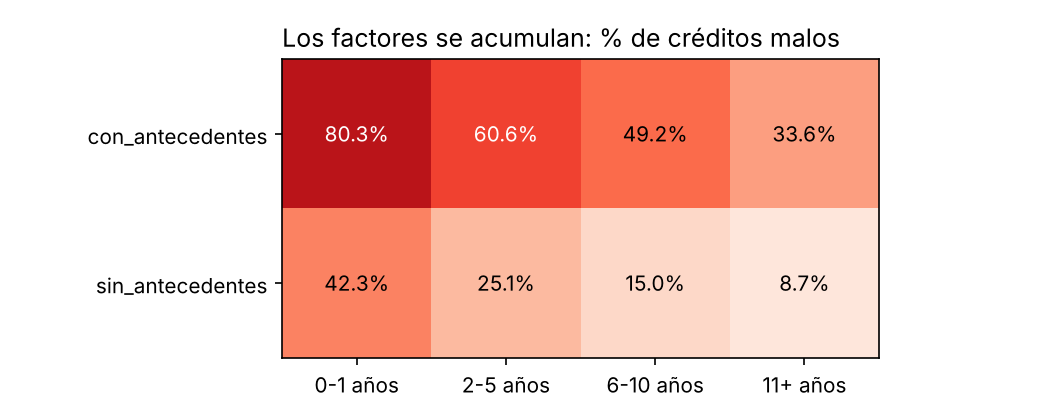 Los factores se acumulan: % de créditos malos
con_antecedentes 80.3% 60.6% 49.2% 33.6%
sin_antecedentes 42.3% 25.1% 15.0% 8.7%
0-1 años 2-5 años 6-10 años 11+ años